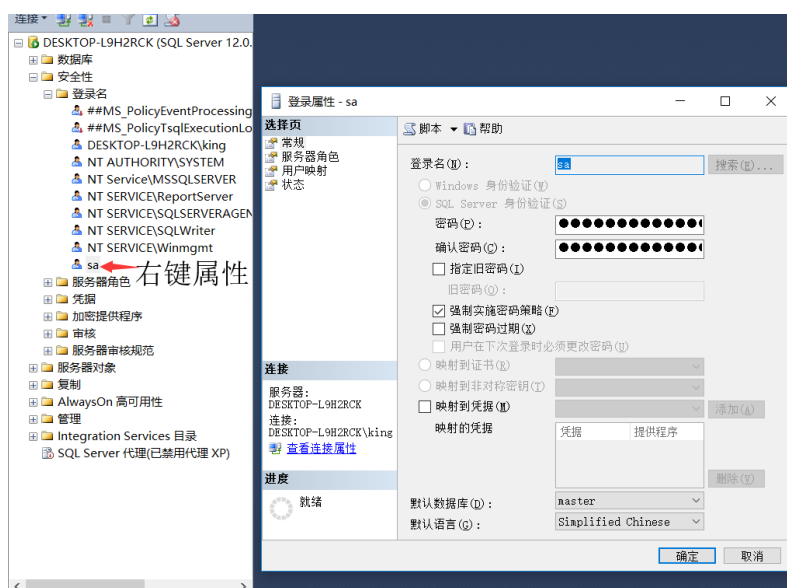 连接
DESKTOP-L9H2RCK (SQL Server 12.0.
数据库
安全性
登录名
##MS_PolicyEventProcessing
##MS_PolicyTsqlExecutionLo
DESKTOP-L9H2RCK\king
NT AUTHORITY\SYSTEM
NT Service\MSSQLSERVER
NT SERVICE\ReportServer
NT SERVICE\SQLSERVERAGEN
NT SERVICE\SQLWriter
NT SERVICE\Winmgmt
sa
右键属性
服务器角色
凭据
加密提供程序
审核
服务器审核规范
服务器对象
复制
AlwaysOn 高可用性
管理
Integration Services 目录
SQL Server 代理(已禁用代理 XP)
登录属性 - sa
选择页
常规
服务器角色
用户映射
状态
脚本 帮助
登录名(N): sa 搜索(E)...
Windows 身份验证(W)
SQL Server 身份验证(S)
密码(P): ●●●●●●●●●●●●
确认密码(C): ●●●●●●●●●●●●
指定旧密码(I)
旧密码(O):
强制实施密码策略(F)
强制密码过期(X)
用户在下次登录时必须更改密码(U)
映射到证书(R)
映射到非对称密钥(T)
映射到凭据(M) 添加(A)
映射的凭据 凭据 提供程序
删除(V)
默认数据库(D): master
默认语言(G): Simplified Chinese
连接
服务器:
DESKTOP-L9H2RCK
连接:
DESKTOP-L9H2RCK\king
查看连接属性
进度
就绪
确定 取消